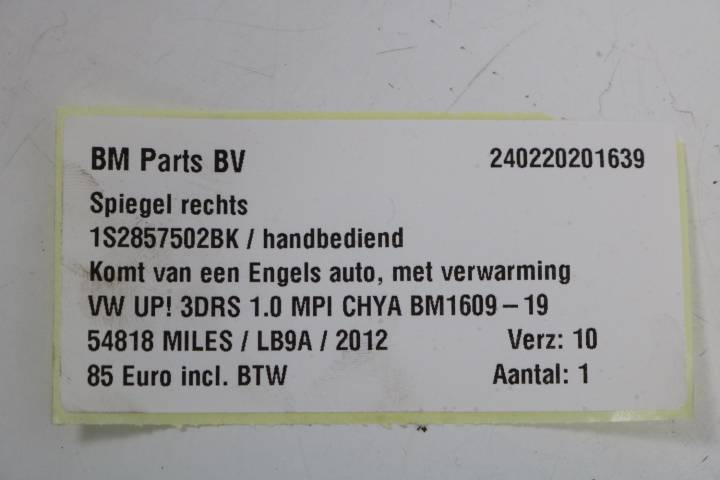 BM Parts BV 240220201639
Spiegel rechts
1S2857502BK / handbediend
Komt van een Engels auto, met verwarming
VW UP! 3DRS 1.0 MPI CHYA BM1609 – 19
54818 MILES / LB9A / 2012 Verz: 10
85 Euro incl. BTW Aantal: 1